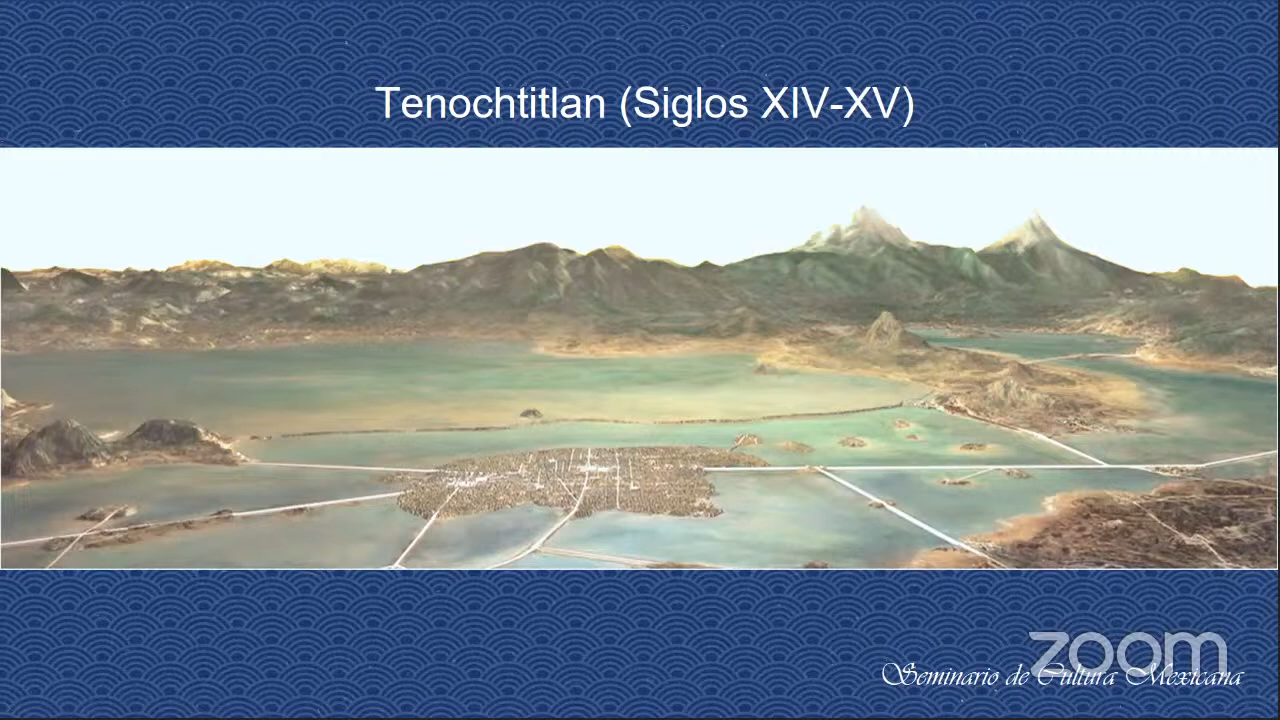 Tenochtitlan (Siglos XIV-XV)
zoom
Seminario de Cultura Mexicana